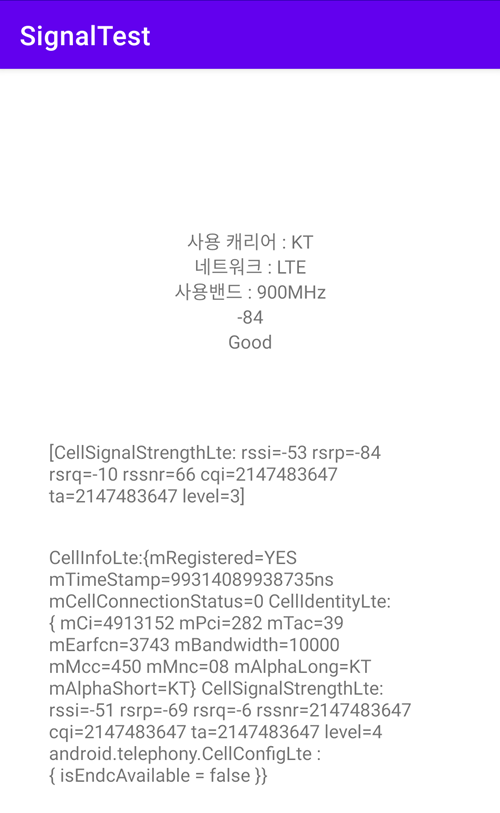 SignalTest
사용 캐리어 : KT
네트워크 : LTE
사용밴드 : 900MHz
-84
Good
[CellSignalStrengthLte: rssi=-53 rsrp=-84
rsrq=-10 rssnr=66 cqi=2147483647
ta=2147483647 level=3]
CellInfoLte:{mRegistered=YES
mTimeStamp=99314089938735ns
mCellConnectionStatus=0 CellIdentityLte:
{ mCi=4913152 mPci=282 mTac=39
mEarfcn=3743 mBandwidth=10000
mMcc=450 mMnc=08 mAlphaLong=KT
mAlphaShort=KT} CellSignalStrengthLte:
rssi=-51 rsrp=-69 rsrq=-6 rssnr=2147483647
cqi=2147483647 ta=2147483647 level=4
android.telephony.CellConfigLte :
{ isEndcAvailable = false }}